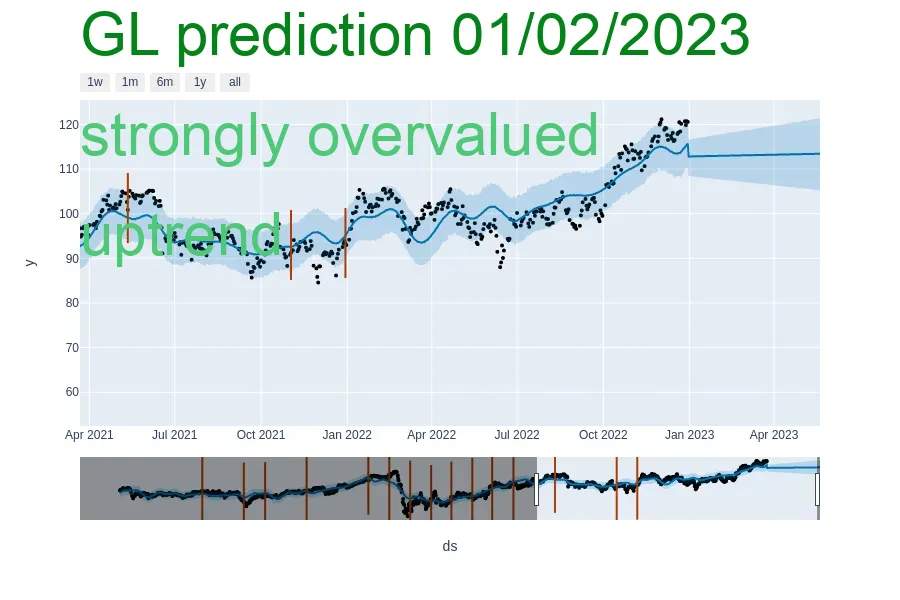 GL prediction 01/02/2023
1w 1m 6m 1y all
strongly overvalued
uptrend
120
110
100
90
80
70
60
y
Apr 2021 Jul 2021 Oct 2021 Jan 2022 Apr 2022 Jul 2022 Oct 2022 Jan 2023 Apr 2023
ds